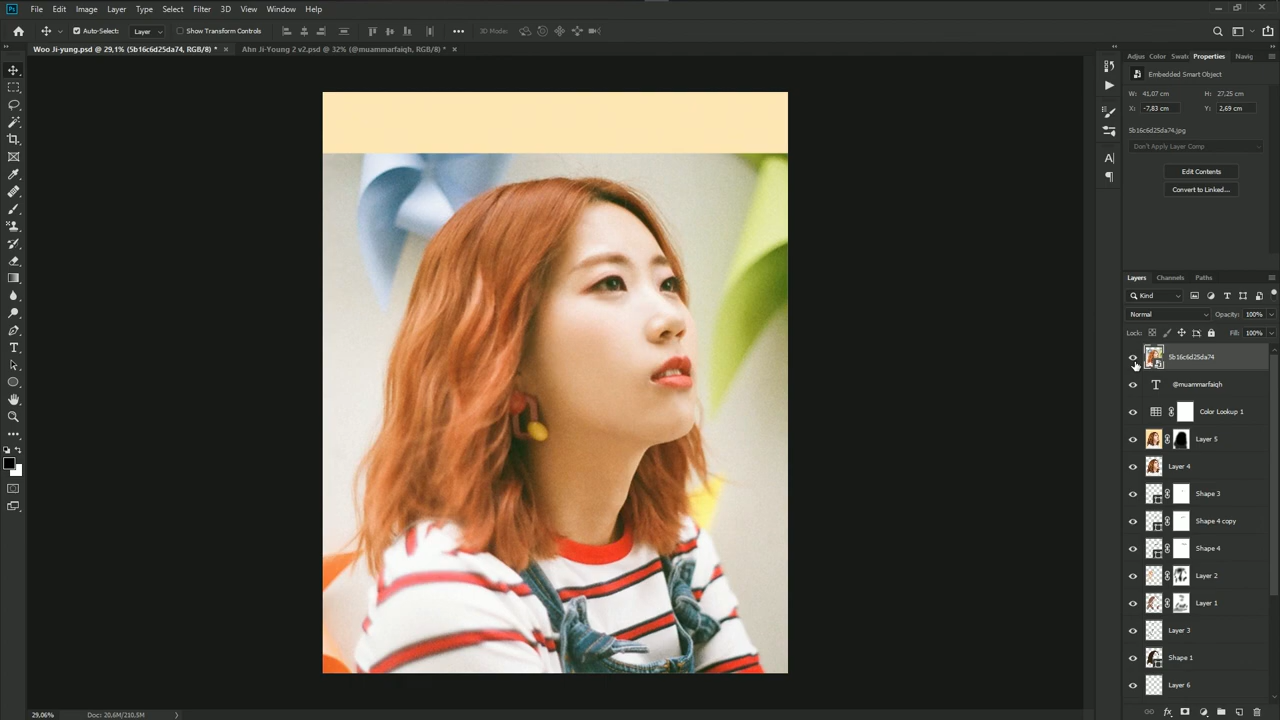 Ps File Edit Image Layer Type Select Filter 3D View Window Help
Auto-Select: Layer Show Transform Controls 3D Mode:
Woo Ji-yung.psd @ 29,1% (5b16c6d25da74, RGB/8) * × Ahn Ji-Young 2 v2.psd @ 32% (@muammarfaiqh, RGB/8) * ×
Adjus Color Swatc Properties Navig
Embedded Smart Object
W: 41,07 cm H: 27,25 cm
X: -7,83 cm Y: 2,69 cm
5b16c6d25da74.jpg
Don't Apply Layer Comp
Edit Contents
Convert to Linked...
Layers Channels Paths
Kind
Normal Opacity: 100%
Lock: Fill: 100%
5b16c6d25da74
@muammarfaiqh
Color Lookup 1
Layer 5
Layer 4
Shape 3
Shape 4 copy
Shape 4
Layer 2
Layer 1
Layer 3
Shape 1
Layer 6
29,06% Doc: 20,6M/210,5M